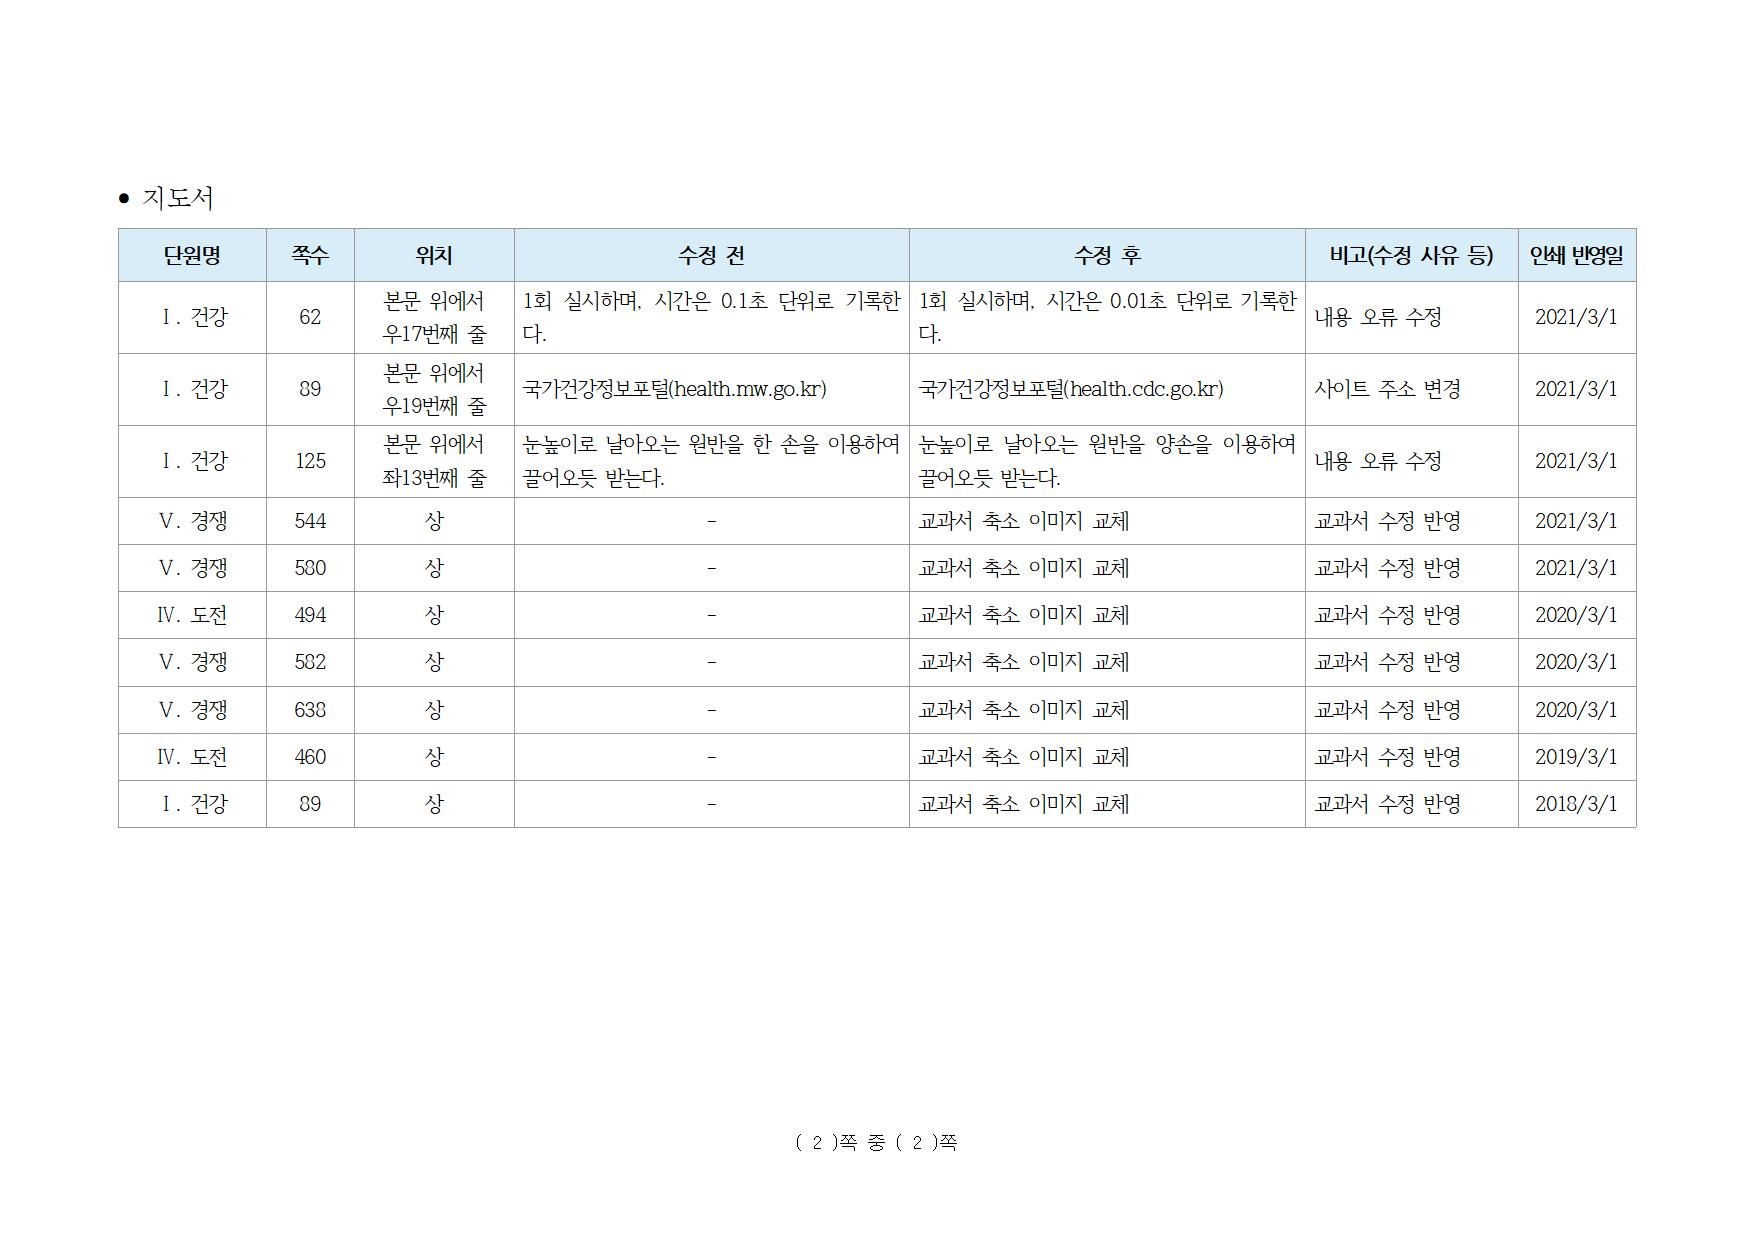 • 지도서
단원명 쪽수 위치 수정 전 수정 후 비고(수정 사유 등) 인쇄 반영일
Ⅰ. 건강 62 본문 위에서 우17번째 줄 1회 실시하며, 시간은 0.1초 단위로 기록한다. 1회 실시하며, 시간은 0.01초 단위로 기록한다. 내용 오류 수정 2021/3/1
Ⅰ. 건강 89 본문 위에서 우19번째 줄 국가건강정보포털(health.mw.go.kr) 국가건강정보포털(health.cdc.go.kr) 사이트 주소 변경 2021/3/1
Ⅰ. 건강 125 본문 위에서 좌13번째 줄 눈높이로 날아오는 원반을 한 손을 이용하여 끌어오듯 받는다. 눈높이로 날아오는 원반을 양손을 이용하여 끌어오듯 받는다. 내용 오류 수정 2021/3/1
Ⅴ. 경쟁 544 상 - 교과서 축소 이미지 교체 교과서 수정 반영 2021/3/1
Ⅴ. 경쟁 580 상 - 교과서 축소 이미지 교체 교과서 수정 반영 2021/3/1
Ⅳ. 도전 494 상 - 교과서 축소 이미지 교체 교과서 수정 반영 2020/3/1
Ⅴ. 경쟁 582 상 - 교과서 축소 이미지 교체 교과서 수정 반영 2020/3/1
Ⅴ. 경쟁 638 상 - 교과서 축소 이미지 교체 교과서 수정 반영 2020/3/1
Ⅳ. 도전 460 상 - 교과서 축소 이미지 교체 교과서 수정 반영 2019/3/1
Ⅰ. 건강 89 상 - 교과서 축소 이미지 교체 교과서 수정 반영 2018/3/1
( 2 )쪽 중 ( 2 )쪽